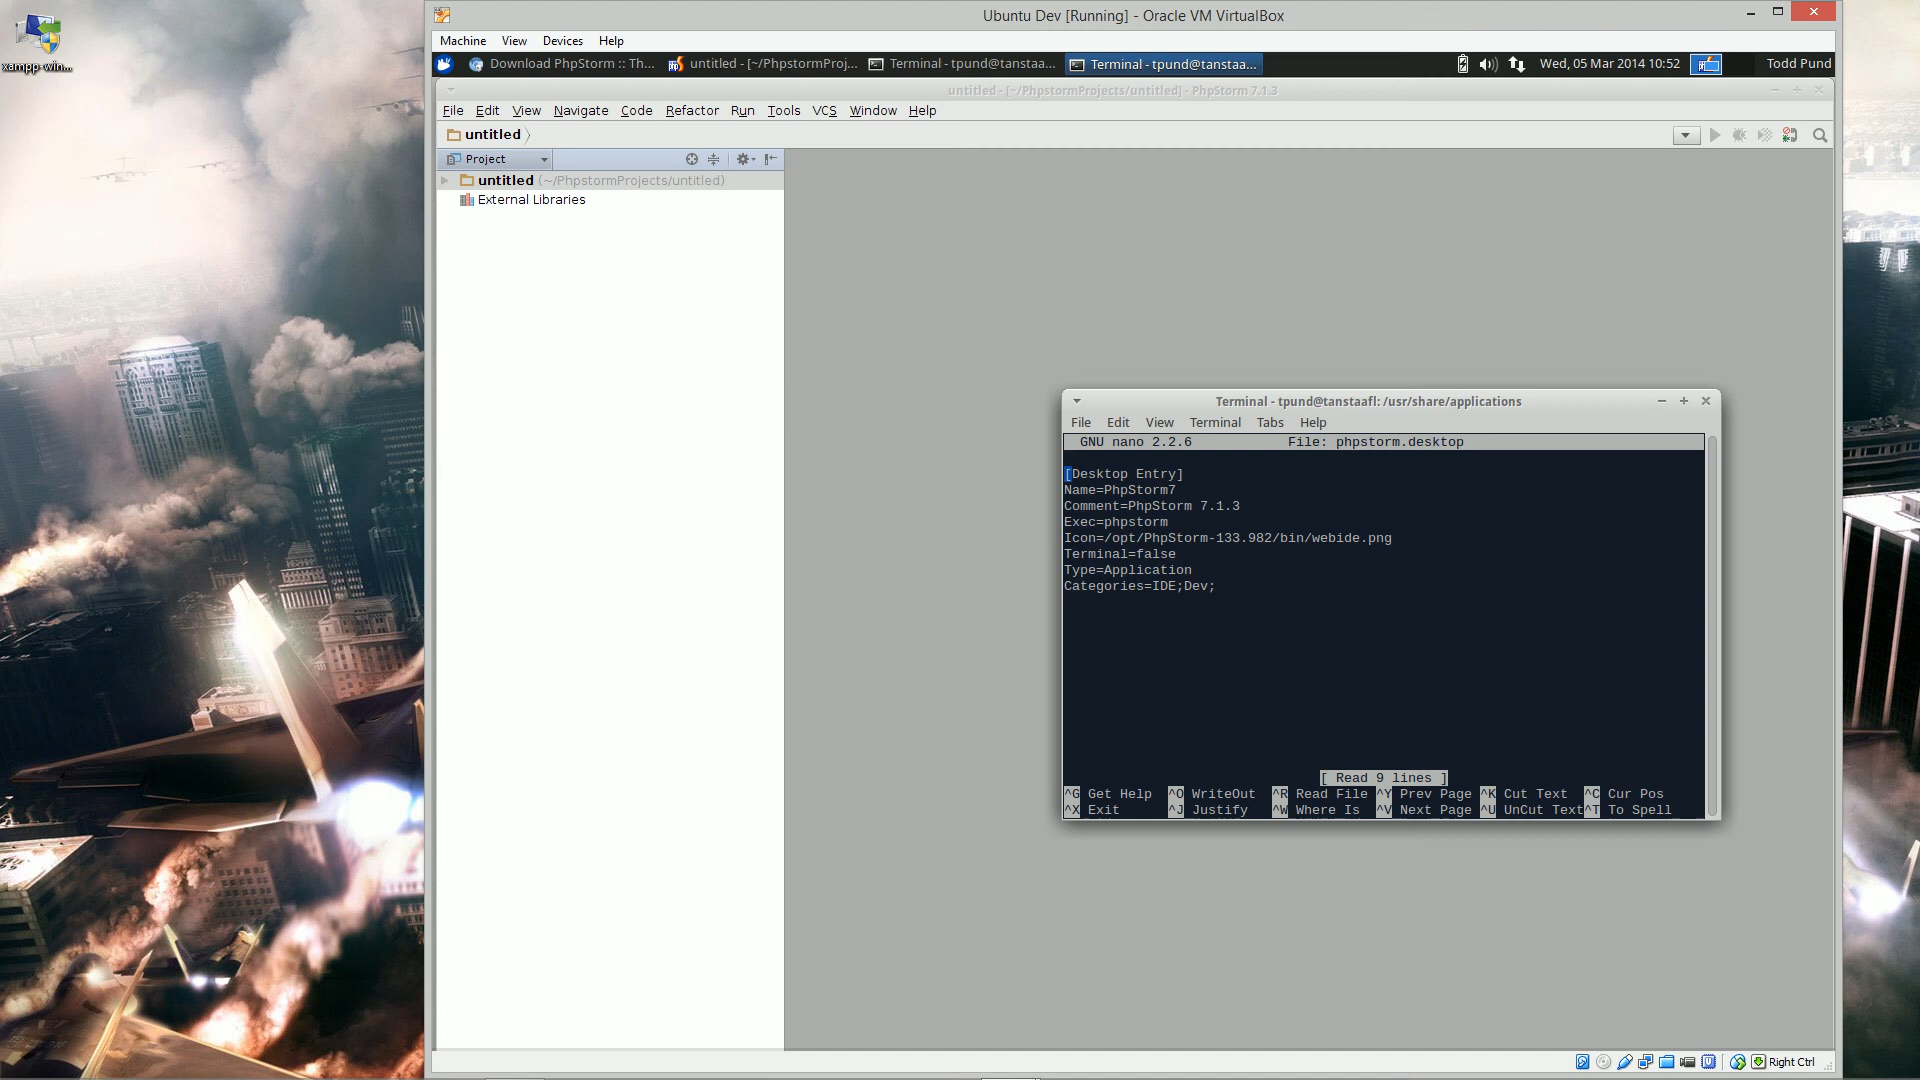 xampp-win...
Ubuntu Dev [Running] - Oracle VM VirtualBox
Machine View Devices Help
Download PhpStorm :: Th... untitled - [~/PhpstormProj... Terminal - tpund@tanstaa... Terminal - tpund@tanstaa... Wed, 05 Mar 2014 10:52 Todd Pund
untitled - [~/PhpstormProjects/untitled] - PhpStorm 7.1.3
File Edit View Navigate Code Refactor Run Tools VCS Window Help
untitled
Project
untitled (~/PhpstormProjects/untitled)
External Libraries
Terminal - tpund@tanstaafl: /usr/share/applications
File Edit View Terminal Tabs Help
GNU nano 2.2.6 File: phpstorm.desktop
[Desktop Entry]
Name=PhpStorm7
Comment=PhpStorm 7.1.3
Exec=phpstorm
Icon=/opt/PhpStorm-133.982/bin/webide.png
Terminal=false
Type=Application
Categories=IDE;Dev;
[ Read 9 lines ]
^G Get Help ^O WriteOut ^R Read File ^Y Prev Page ^K Cut Text ^C Cur Pos
^X Exit ^J Justify ^W Where Is ^V Next Page ^U UnCut Text ^T To Spell
Right Ctrl